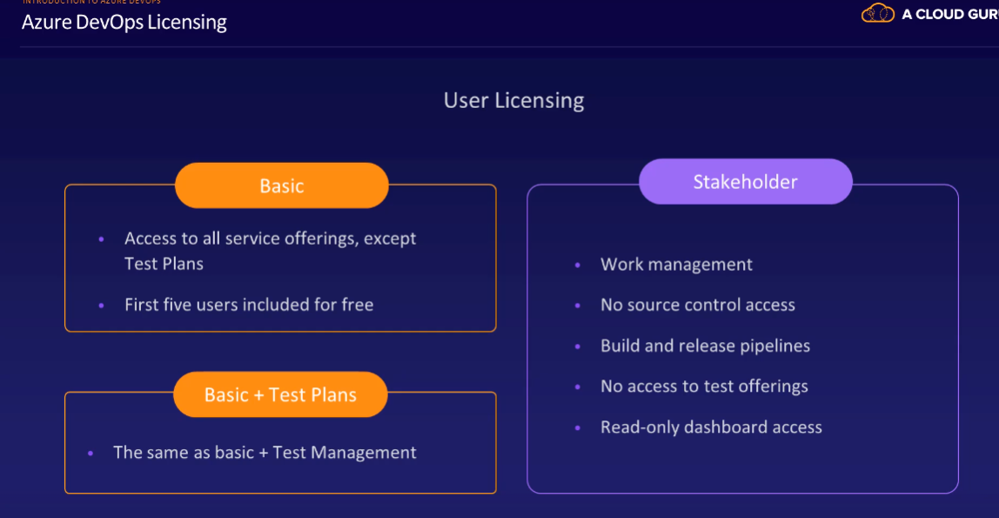 INTRODUCTION TO AZURE DEVOPS
Azure DevOps Licensing
A CLOUD GUR
User Licensing
Basic
• Access to all service offerings, except
Test Plans
• First five users included for free
Basic + Test Plans
• The same as basic + Test Management
Stakeholder
• Work management
• No source control access
• Build and release pipelines
• No access to test offerings
• Read-only dashboard access